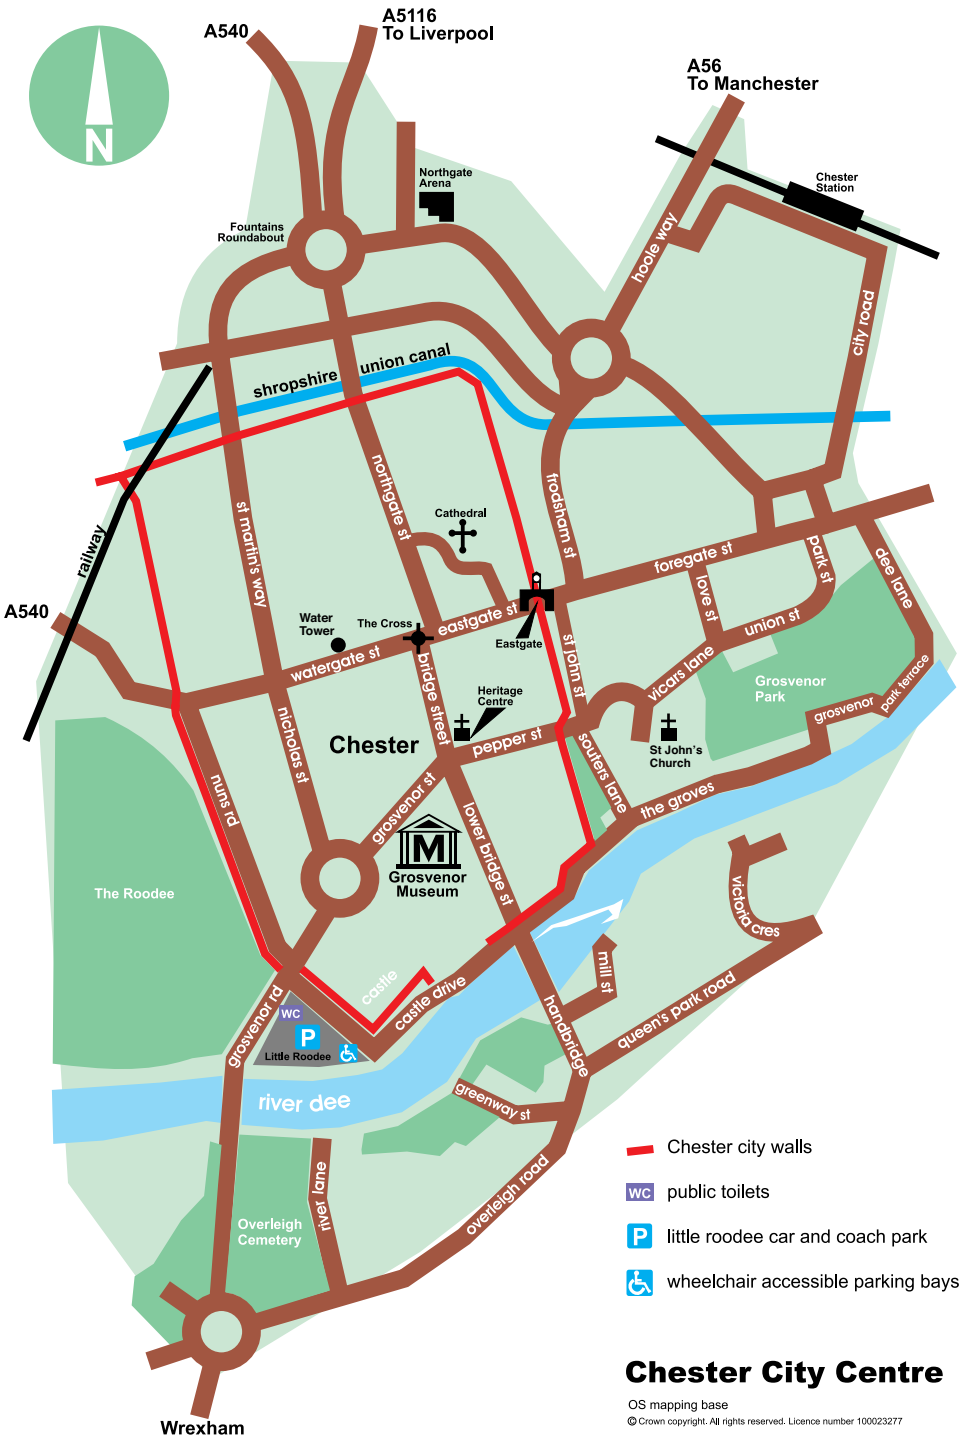 A5116
To Liverpool
A540
A56
To Manchester
N
Northgate
Arena
Chester
Station
Fountains
Roundabout
hoole way
city road
shropshire union canal
northgate st
frodsham st
Cathedral
st martin's way
railway
foregate st
park st
dee lane
love st
A540
Water
Tower
The Cross
eastgate st
Eastgate
union st
watergate st
st john st
vicars lane
bridge street
Heritage
Centre
Grosvenor
Park
park terrace
grosvenor
nicholas st
Chester
pepper st
souters lane
St John's
Church
nuns rd
grosvenor st
lower bridge st
the groves
M
Grosvenor
Museum
The Roodee
victoria cres
castle
castle drive
mill st
queen's park road
grosvenor rd
WC
P
Little Roodee
handbridge
river dee
greenway st
Chester city walls
river lane
overleigh road
WC public toilets
Overleigh
Cemetery
P little roodee car and coach park
wheelchair accessible parking bays
Chester City Centre
OS mapping base
© Crown copyright. All rights reserved. Licence number 100023277
Wrexham